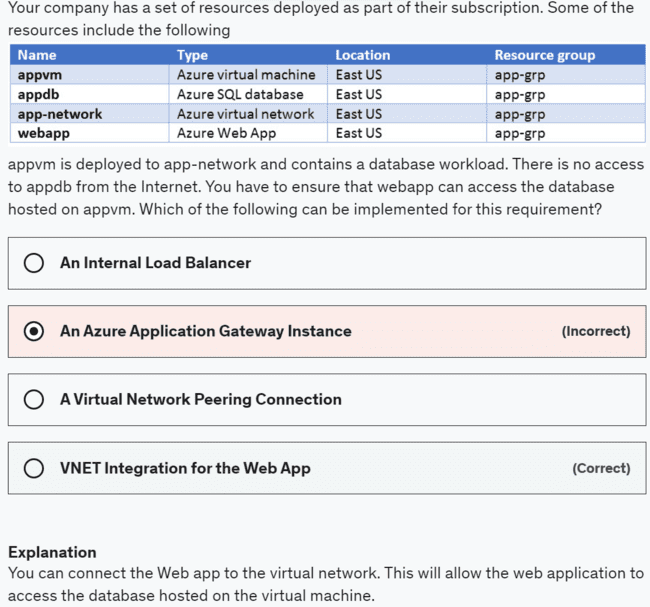 Your company has a set of resources deployed as part of their subscription. Some of the
resources include the following
Name Type Location Resource group
appvm Azure virtual machine East US app-grp
appdb Azure SQL database East US app-grp
app-network Azure virtual network East US app-grp
webapp Azure Web App East US app-grp
appvm is deployed to app-network and contains a database workload. There is no access
to appdb from the Internet. You have to ensure that webapp can access the database
hosted on appvm. Which of the following can be implemented for this requirement?
An Internal Load Balancer
An Azure Application Gateway Instance (Incorrect)
A Virtual Network Peering Connection
VNET Integration for the Web App (Correct)
Explanation
You can connect the Web app to the virtual network. This will allow the web application to
access the database hosted on the virtual machine.